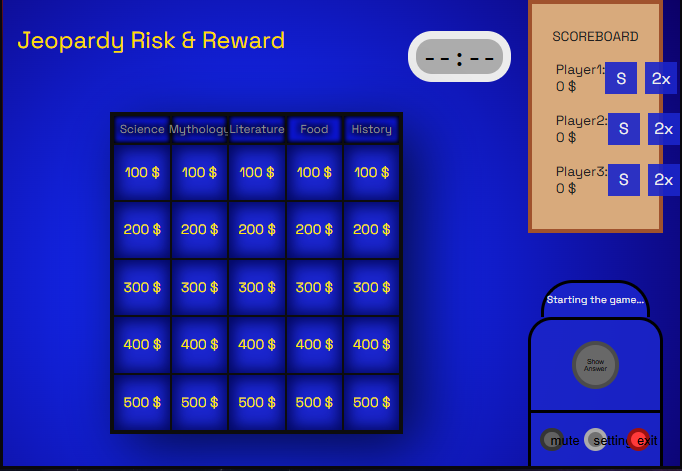 Jeopardy Risk & Reward
--:--
SCOREBOARD
Player1:
0 $
S
2x
Player2:
0 $
S
2x
Player3:
0 $
S
2x
Science Mythology Literature Food History
100 $ 100 $ 100 $ 100 $ 100 $
200 $ 200 $ 200 $ 200 $ 200 $
300 $ 300 $ 300 $ 300 $ 300 $
400 $ 400 $ 400 $ 400 $ 400 $
500 $ 500 $ 500 $ 500 $ 500 $
Starting the game...
Show
Answer
mute setting exit